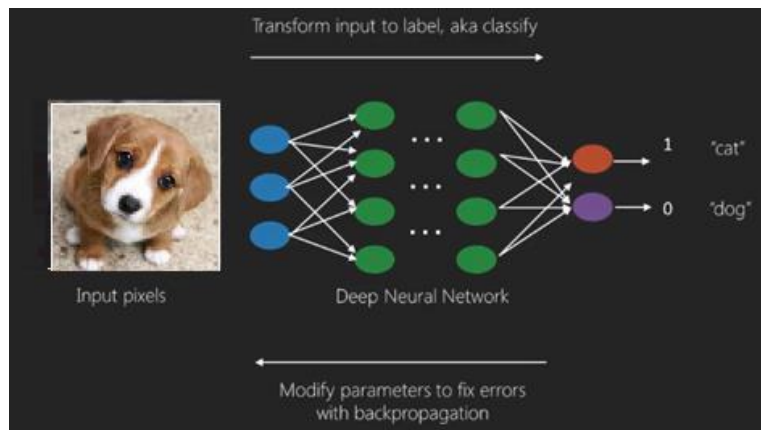 Transform input to label, aka classify
1 "cat"
0 "dog"
Input pixels
Deep Neural Network
Modify parameters to fix errors
with backpropagation